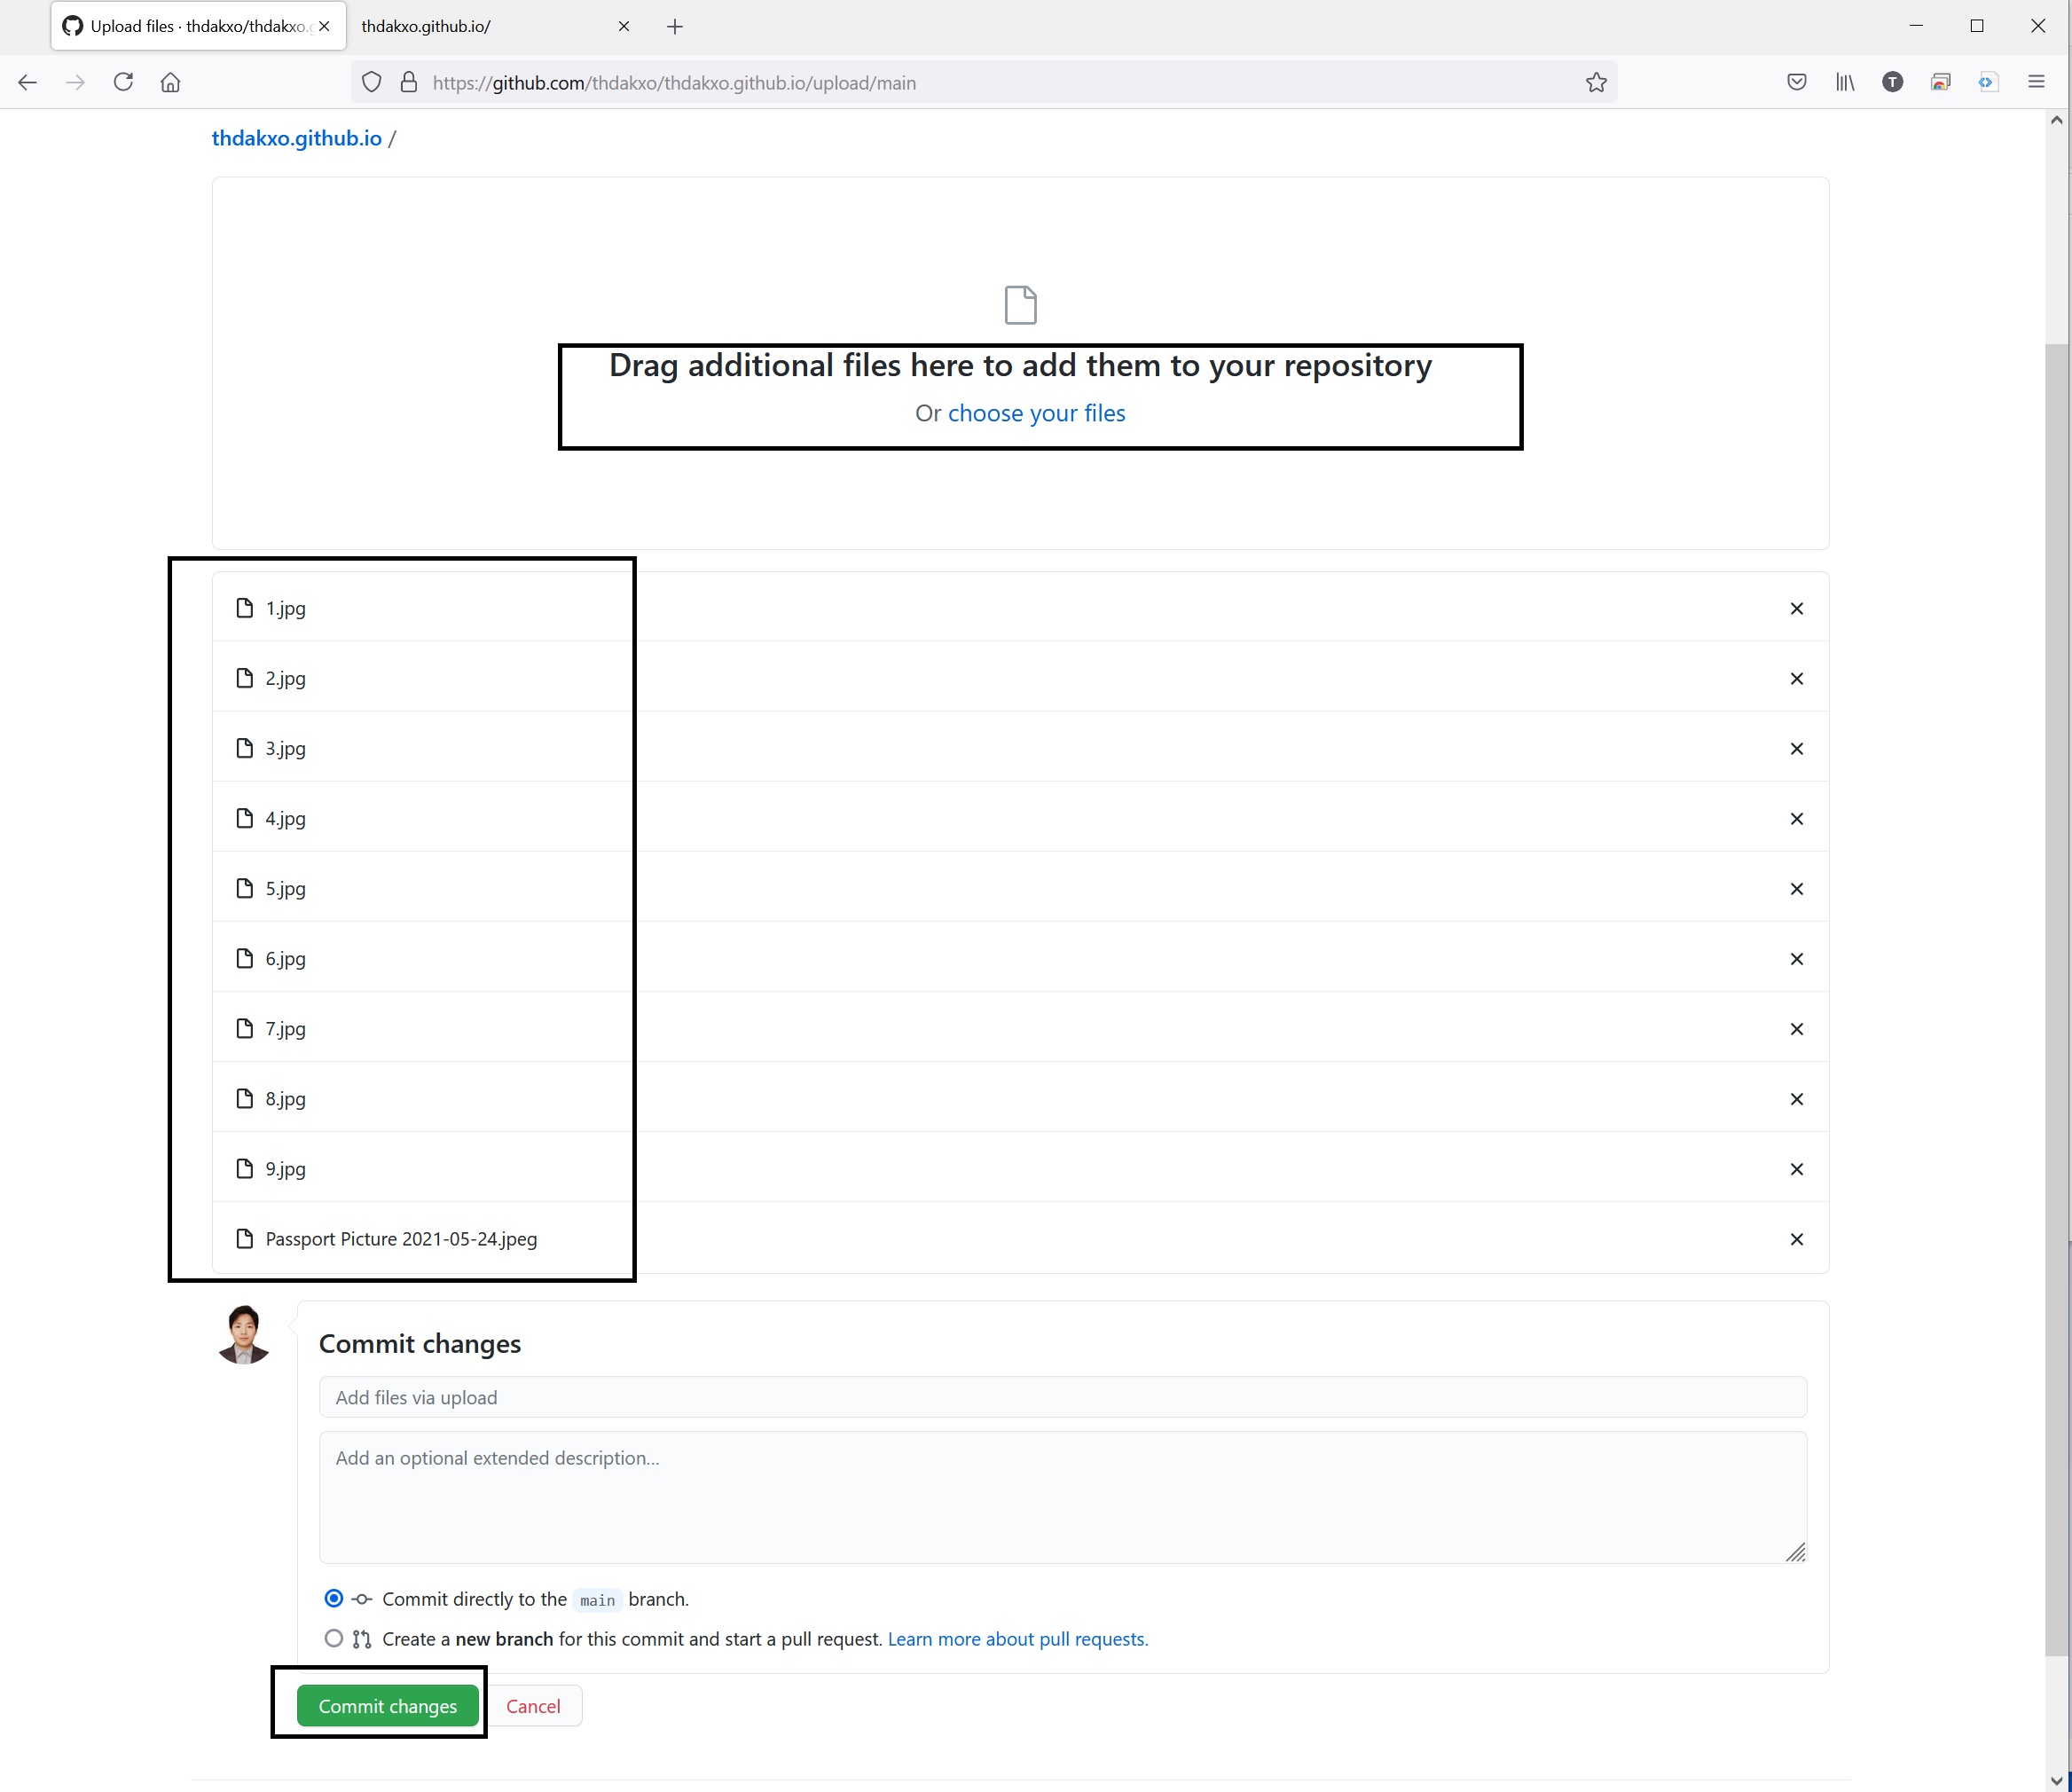 Upload files · thdakxo/thdakxo.
thdakxo.github.io/
https://github.com/thdakxo/thdakxo.github.io/upload/main
T
thdakxo.github.io /
Drag additional files here to add them to your repository
Or choose your files
1.jpg
2.jpg
3.jpg
4.jpg
5.jpg
6.jpg
7.jpg
8.jpg
9.jpg
Passport Picture 2021-05-24.jpeg
Commit changes
Add files via upload
Add an optional extended description...
Commit directly to the main branch.
Create a new branch for this commit and start a pull request. Learn more about pull requests.
Commit changes
Cancel